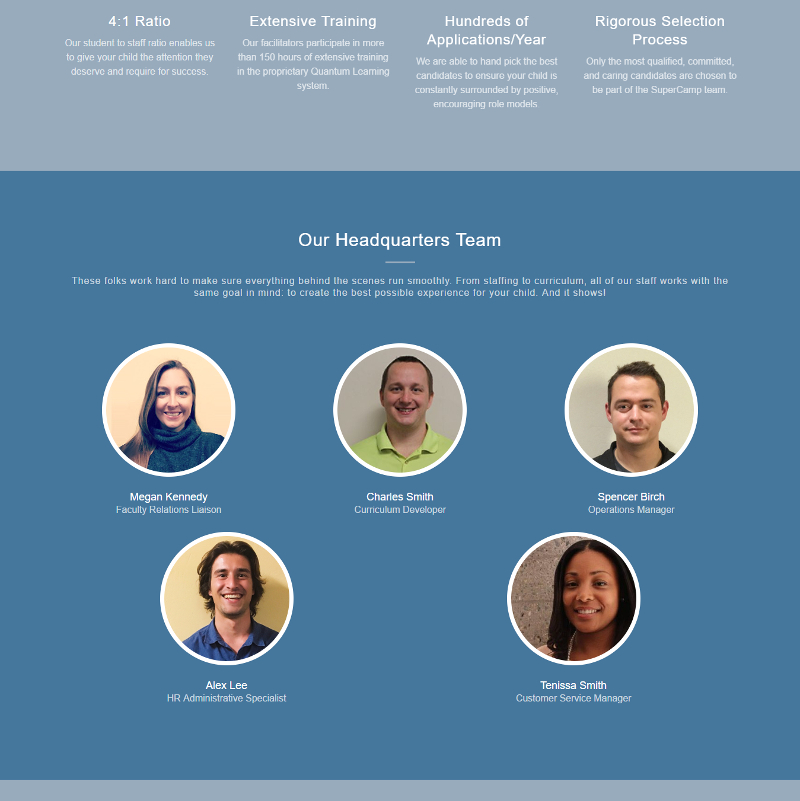 4:1 Ratio
Our student to staff ratio enables us
to give your child the attention they
deserve and require for success.
Extensive Training
Our facilitators participate in more
than 150 hours of extensive training
in the proprietary Quantum Learning
system.
Hundreds of
Applications/Year
We are able to hand pick the best
candidates to ensure your child is
constantly surrounded by positive,
encouraging role models.
Rigorous Selection
Process
Only the most qualified, committed,
and caring candidates are chosen to
be part of the SuperCamp team.
Our Headquarters Team
These folks work hard to make sure everything behind the scenes run smoothly. From staffing to curriculum, all of our staff works with the
same goal in mind: to create the best possible experience for your child. And it shows!
Megan Kennedy
Faculty Relations Liaison
Charles Smith
Curriculum Developer
Spencer Birch
Operations Manager
Alex Lee
HR Administrative Specialist
Tenissa Smith
Customer Service Manager